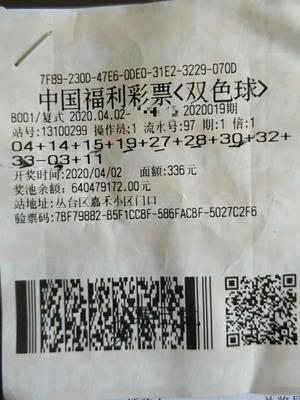 7F89-230D-47E6-0DE0-31E2-3229-070D
中国福利彩票<双色球>
B001/复式 2020.04.02- 2020019期
站号:13100299 操作员:1 流水号:97 期:1 倍:1
04+14+15+19+27+28+30+32+
33-03+11
开奖时间:2020/04/02 面额:336元
奖池余额:640479172.00元
站地址:丛台区嘉禾小区门口
验票码:7BF79882-B5F1CC8F-586FACBF-5027C2F6